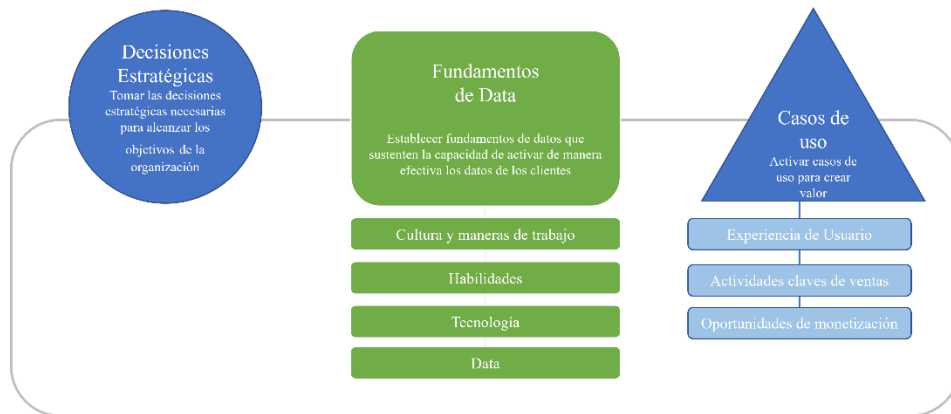 Decisiones
Estratégicas
Tomar las decisiones
estratégicas necesarias
para alcanzar los
objetivos de la
organización
Fundamentos
de Data
Establecer fundamentos de datos que
sustenten la capacidad de activar de manera
efectiva los datos de los clientes
Cultura y maneras de trabajo
Habilidades
Tecnología
Data
Casos de
uso
Activar casos de
uso para crear
valor
Experiencia de Usuario
Actividades claves de ventas
Oportunidades de monetización